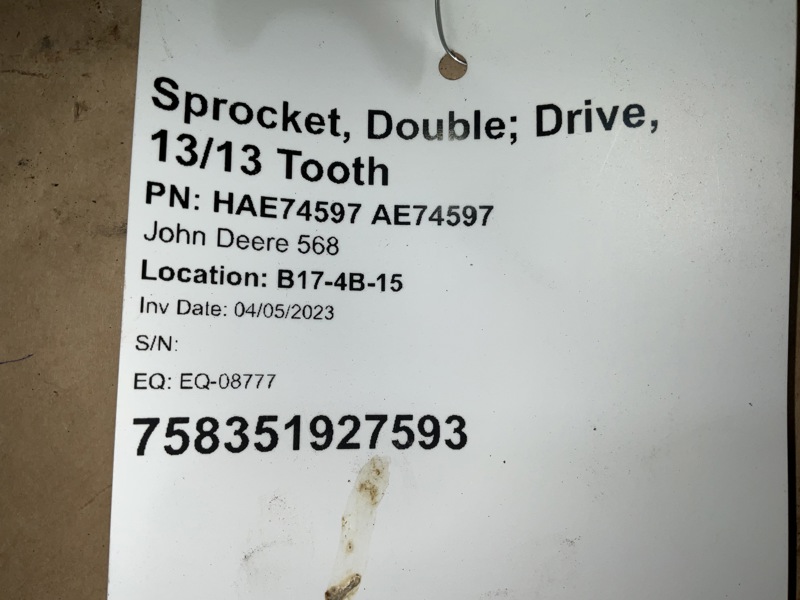 Sprocket, Double; Drive,
13/13 Tooth
PN: HAE74597 AE74597
John Deere 568
Location: B17-4B-15
Inv Date: 04/05/2023
S/N:
EQ: EQ-08777
758351927593